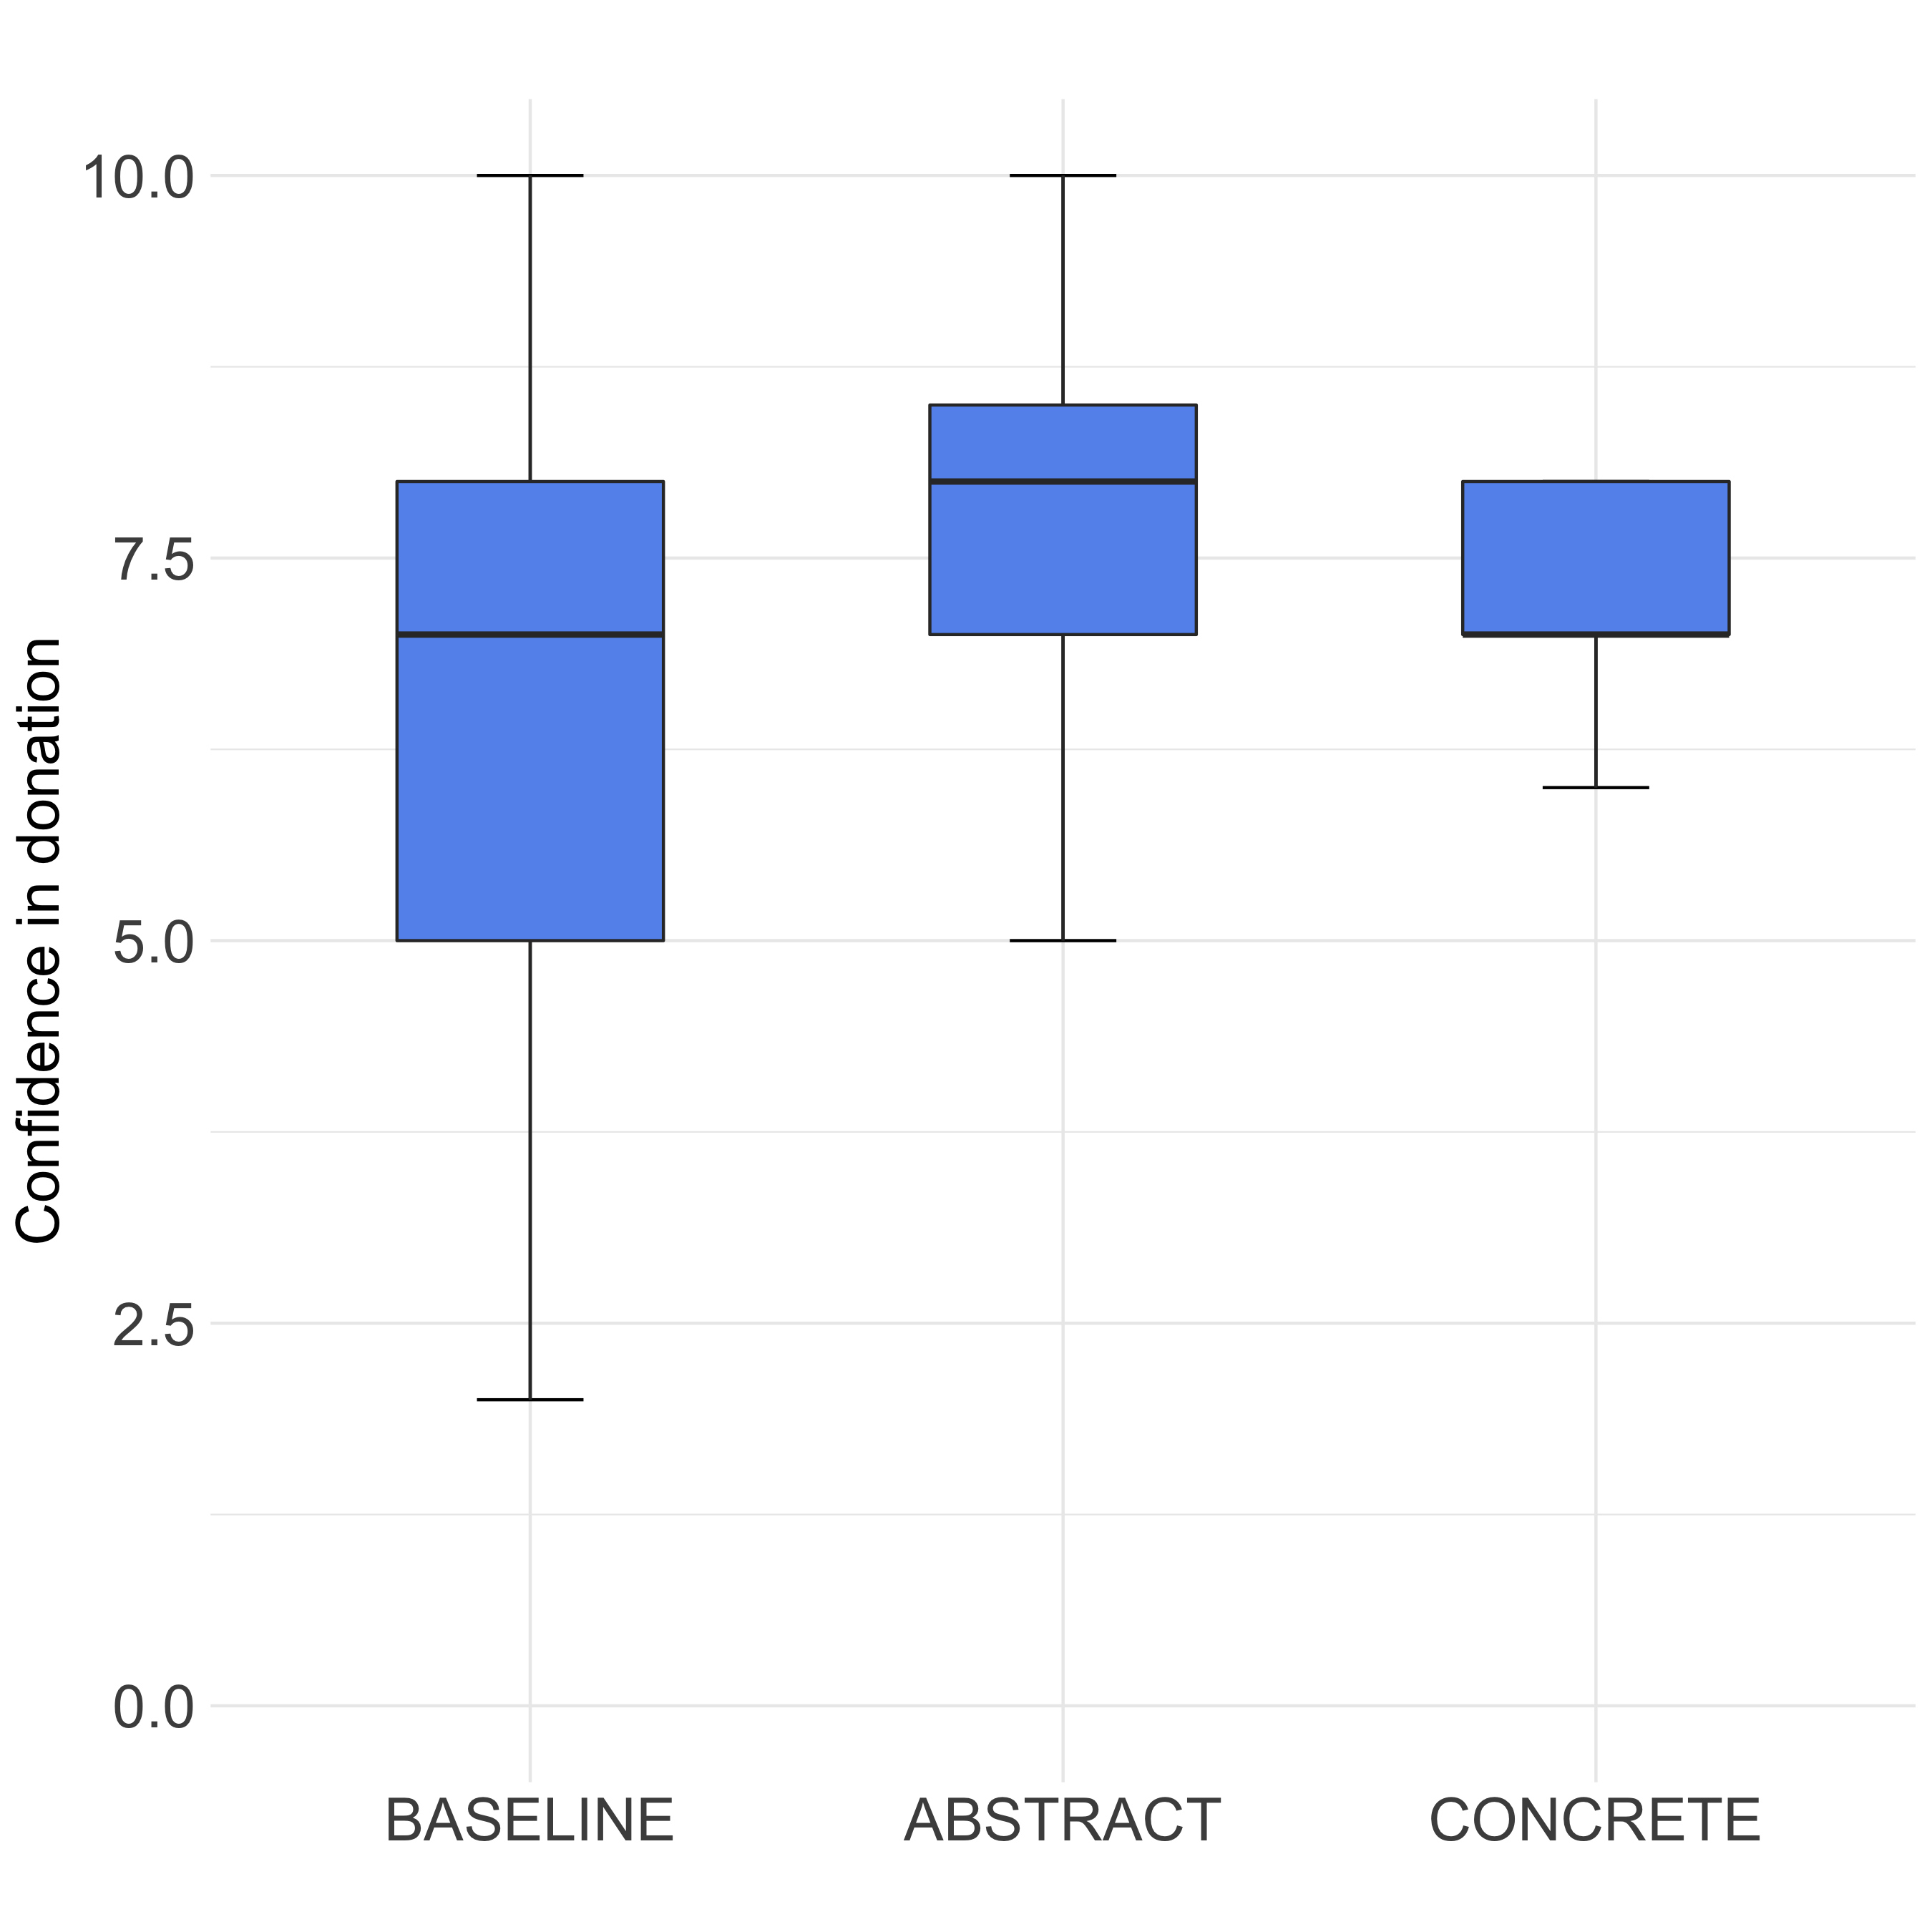 10.0
7.5
5.0
2.5
0.0
Confidence in donation
BASELINE ABSTRACT CONCRETE